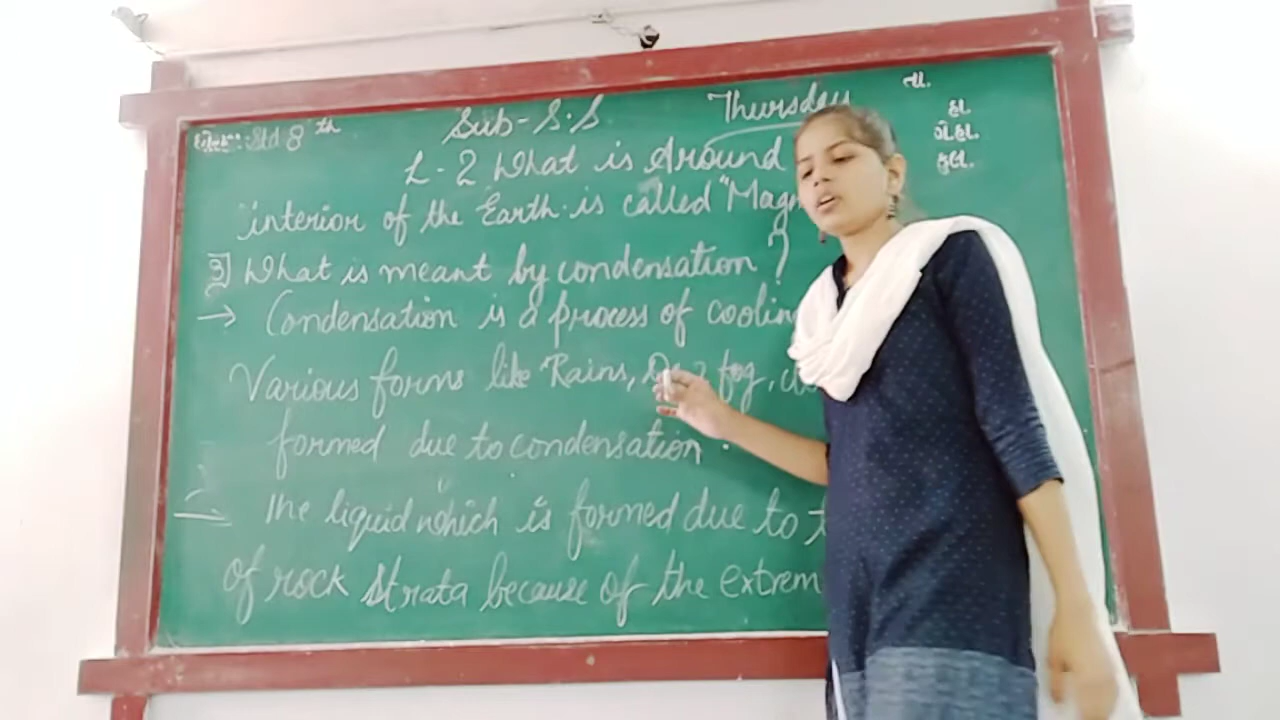 Std 8th Sub-S.S Thursday તા.
હા.
ગે.હા.
કુલ.
L-2 What is Around
interior of the Earth is called "Mag
3] What is meant by condensation?
→ Condensation is a process of cooling
Various forms like Rains, fog,
formed due to condensation.
The liquid which is formed due to
of rock strata because of the extrem